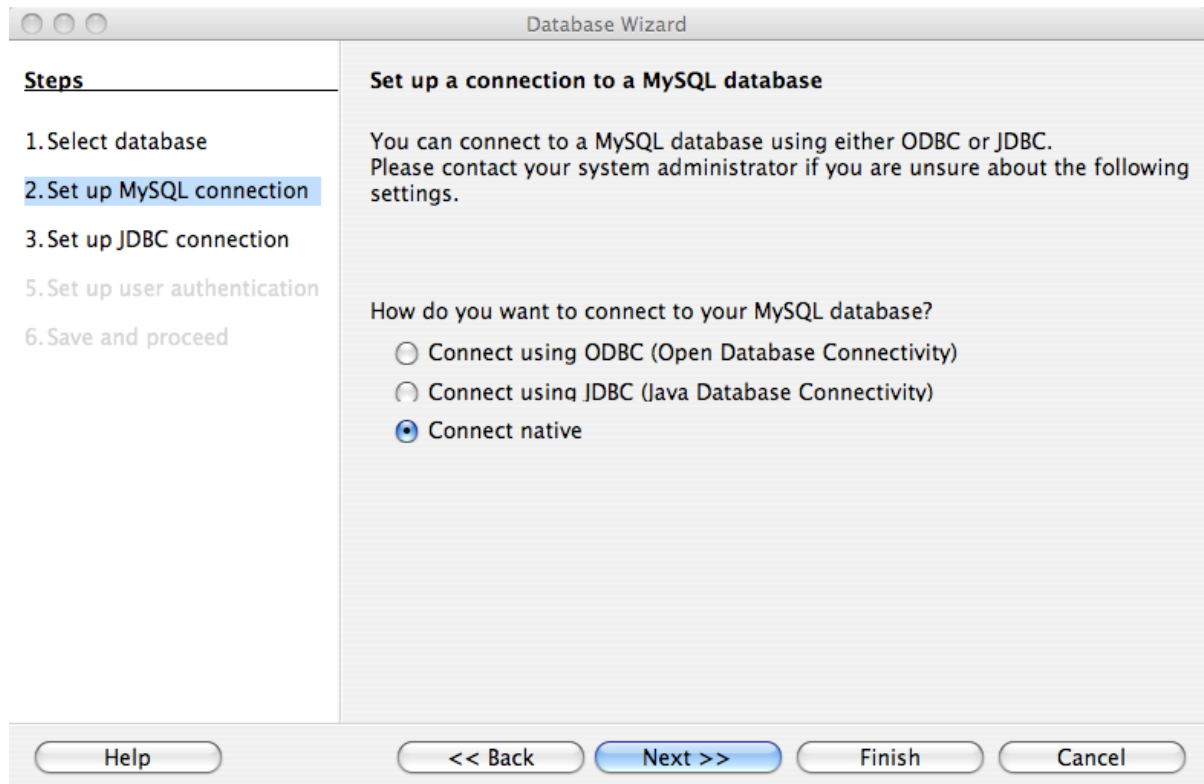 Database Wizard
Steps
1. Select database
2. Set up MySQL connection
3. Set up JDBC connection
5. Set up user authentication
6. Save and proceed
Set up a connection to a MySQL database
You can connect to a MySQL database using either ODBC or JDBC.
Please contact your system administrator if you are unsure about the following
settings.
How do you want to connect to your MySQL database?
Connect using ODBC (Open Database Connectivity)
Connect using JDBC (Java Database Connectivity)
Connect native
Help
<< Back
Next >>
Finish
Cancel